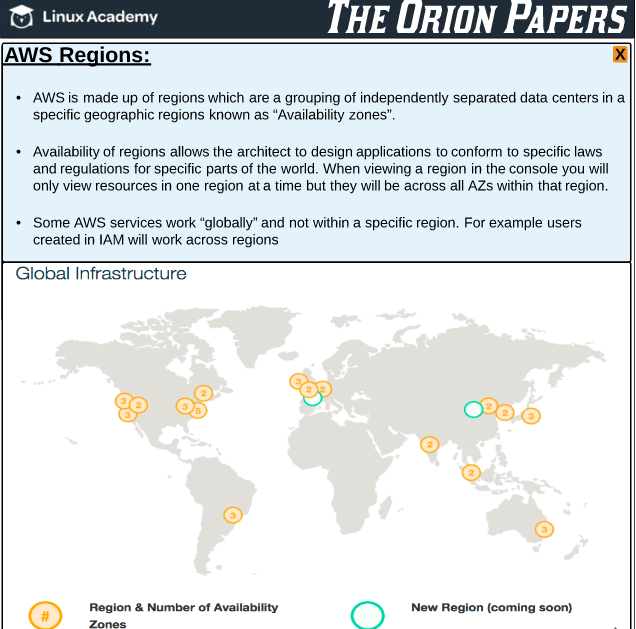 Linux Academy
THE ORION PAPERS
AWS Regions:
X
• AWS is made up of regions which are a grouping of independently separated data centers in a
specific geographic regions known as “Availability zones”.
• Availability of regions allows the architect to design applications to conform to specific laws
and regulations for specific parts of the world. When viewing a region in the console you will
only view resources in one region at a time but they will be across all AZs within that region.
• Some AWS services work “globally” and not within a specific region. For example users
created in IAM will work across regions
Global Infrastructure
3
2
3
2
3
5
3
3
2
2
2
2
3
2
2
3
# Region & Number of Availability
Zones
New Region (coming soon)